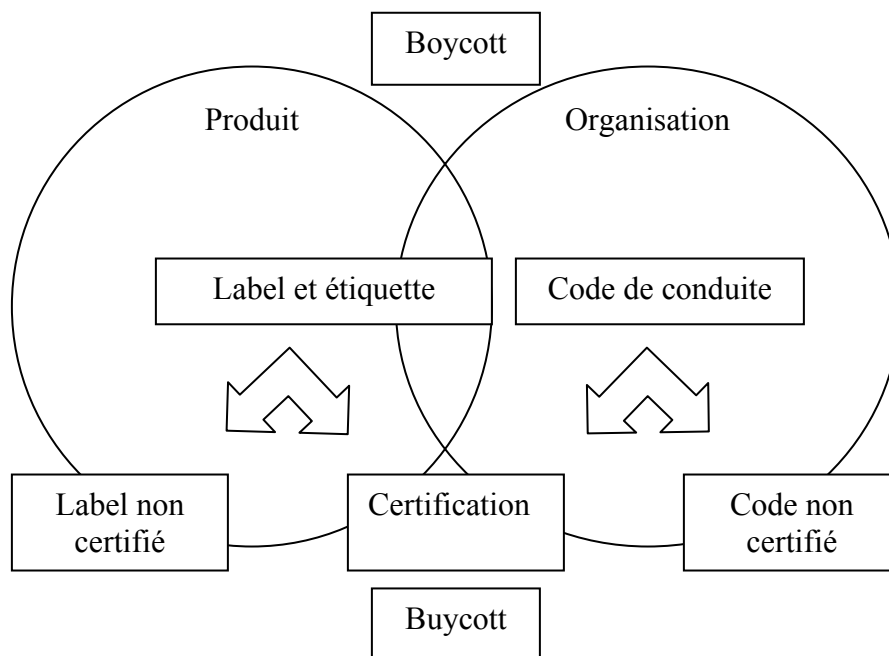 Boycott
Produit
Organisation
Label et étiquette
Code de conduite
Label non
certifié
Certification
Code non
certifié
Buycott